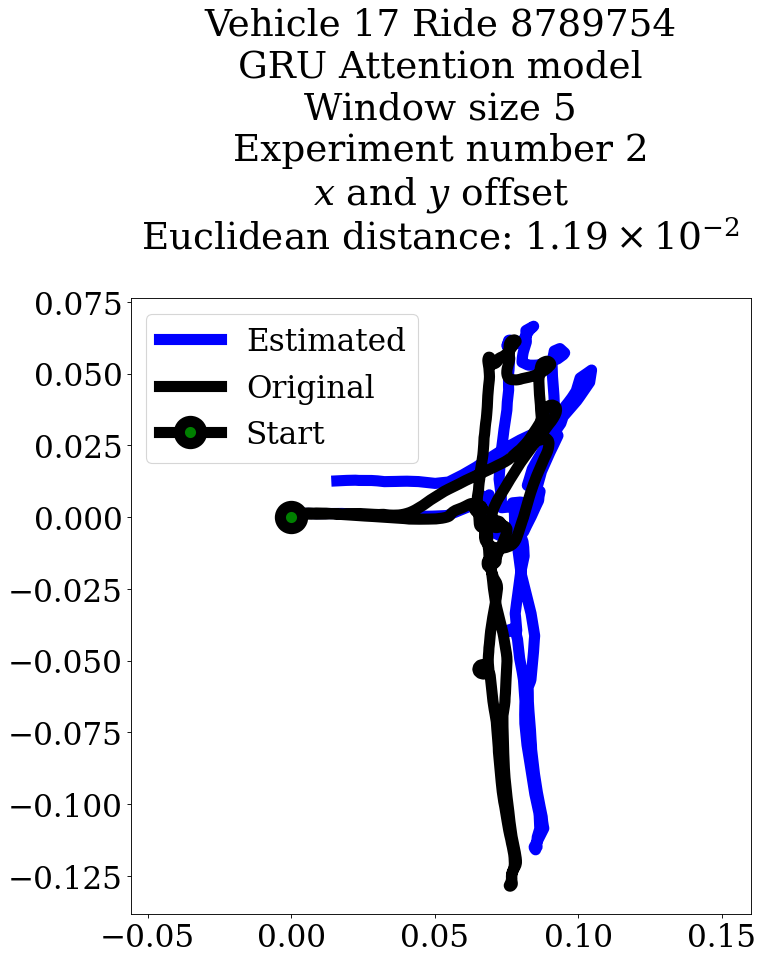 Vehicle 17 Ride 8789754
GRU Attention model
Window size 5
Experiment number 2
x and y offset
Euclidean distance: 1.19 × 10⁻²
0.075
0.050
0.025
0.000
−0.025
−0.050
−0.075
−0.100
−0.125
Estimated
Original
Start
−0.05 0.00 0.05 0.10 0.15